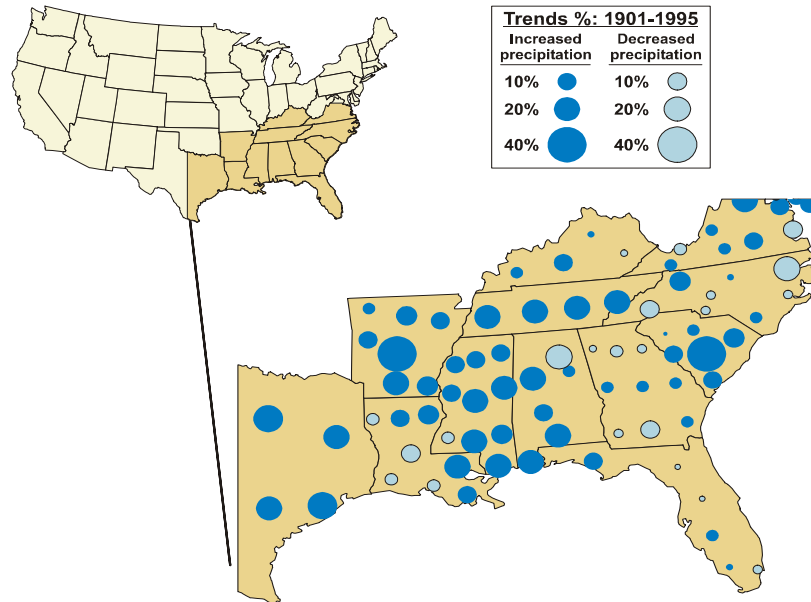 Trends %: 1901-1995
Increased Decreased
precipitation precipitation
10% 10%
20% 20%
40% 40%